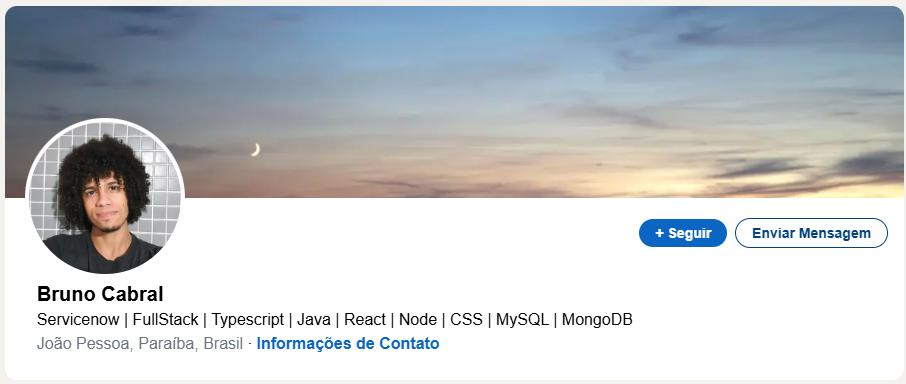 + Seguir
Enviar Mensagem
Bruno Cabral
Servicenow | FullStack | Typescript | Java | React | Node | CSS | MySQL | MongoDB
João Pessoa, Paraíba, Brasil · Informações de Contato